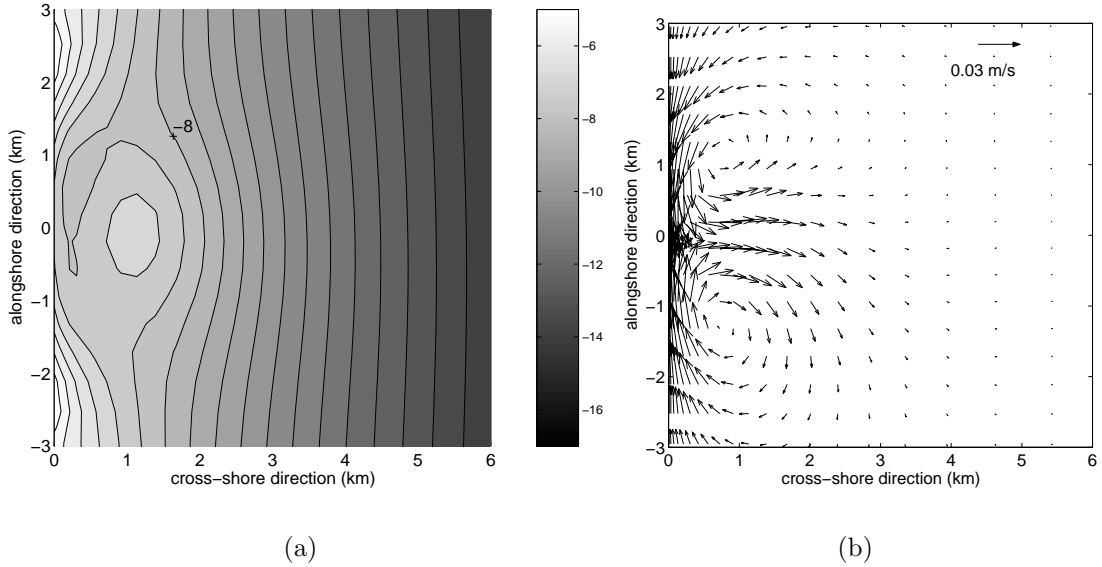 3
2
1
0
−1
−2
−3
alongshore direction (km)
−8
0 1 2 3 4 5 6
cross−shore direction (km)
−6
−8
−10
−12
−14
−16
3
2
1
0
−1
−2
−3
alongshore direction (km)
0.03 m/s
0 1 2 3 4 5 6
cross−shore direction (km)
(a)
(b)